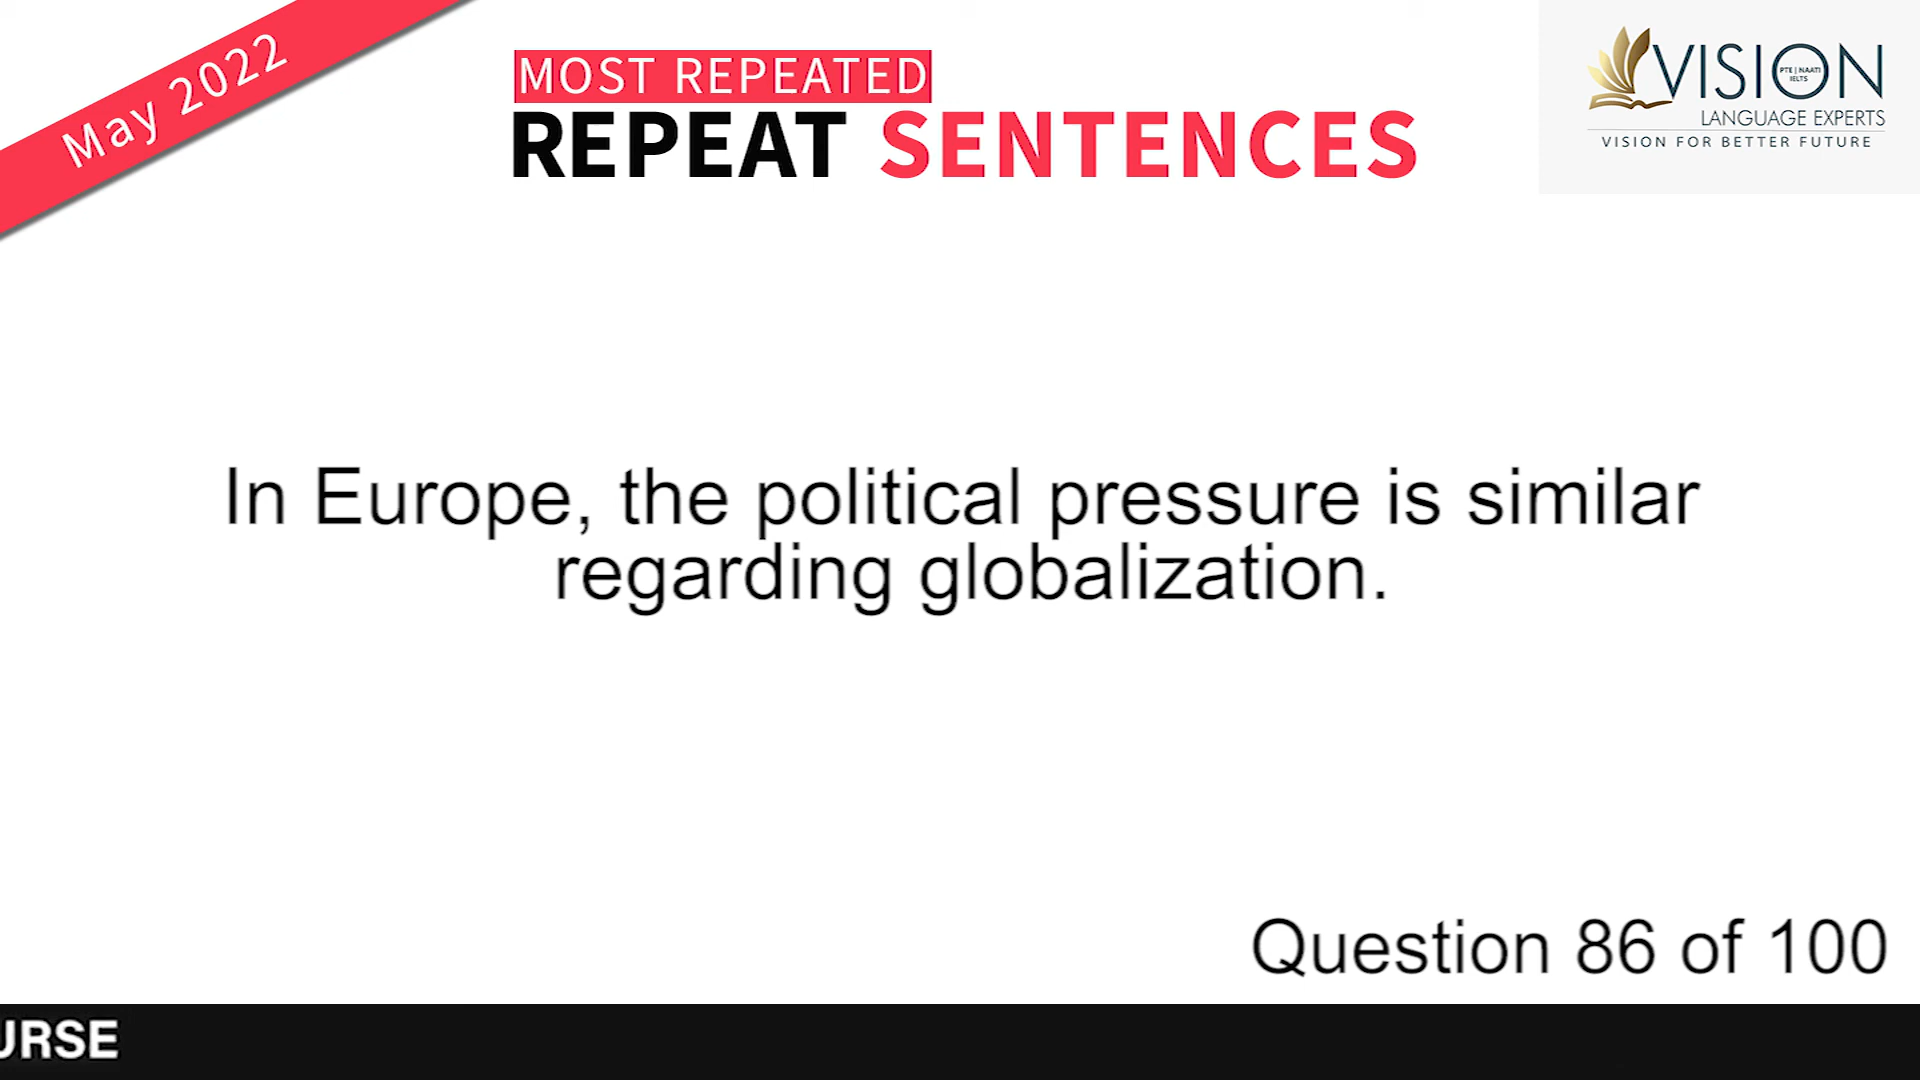 May 2022
MOST REPEATED
REPEAT SENTENCES
VISION
PTE | NAATI
IELTS
LANGUAGE EXPERTS
VISION FOR BETTER FUTURE
In Europe, the political pressure is similar
regarding globalization.
Question 86 of 100
URSE